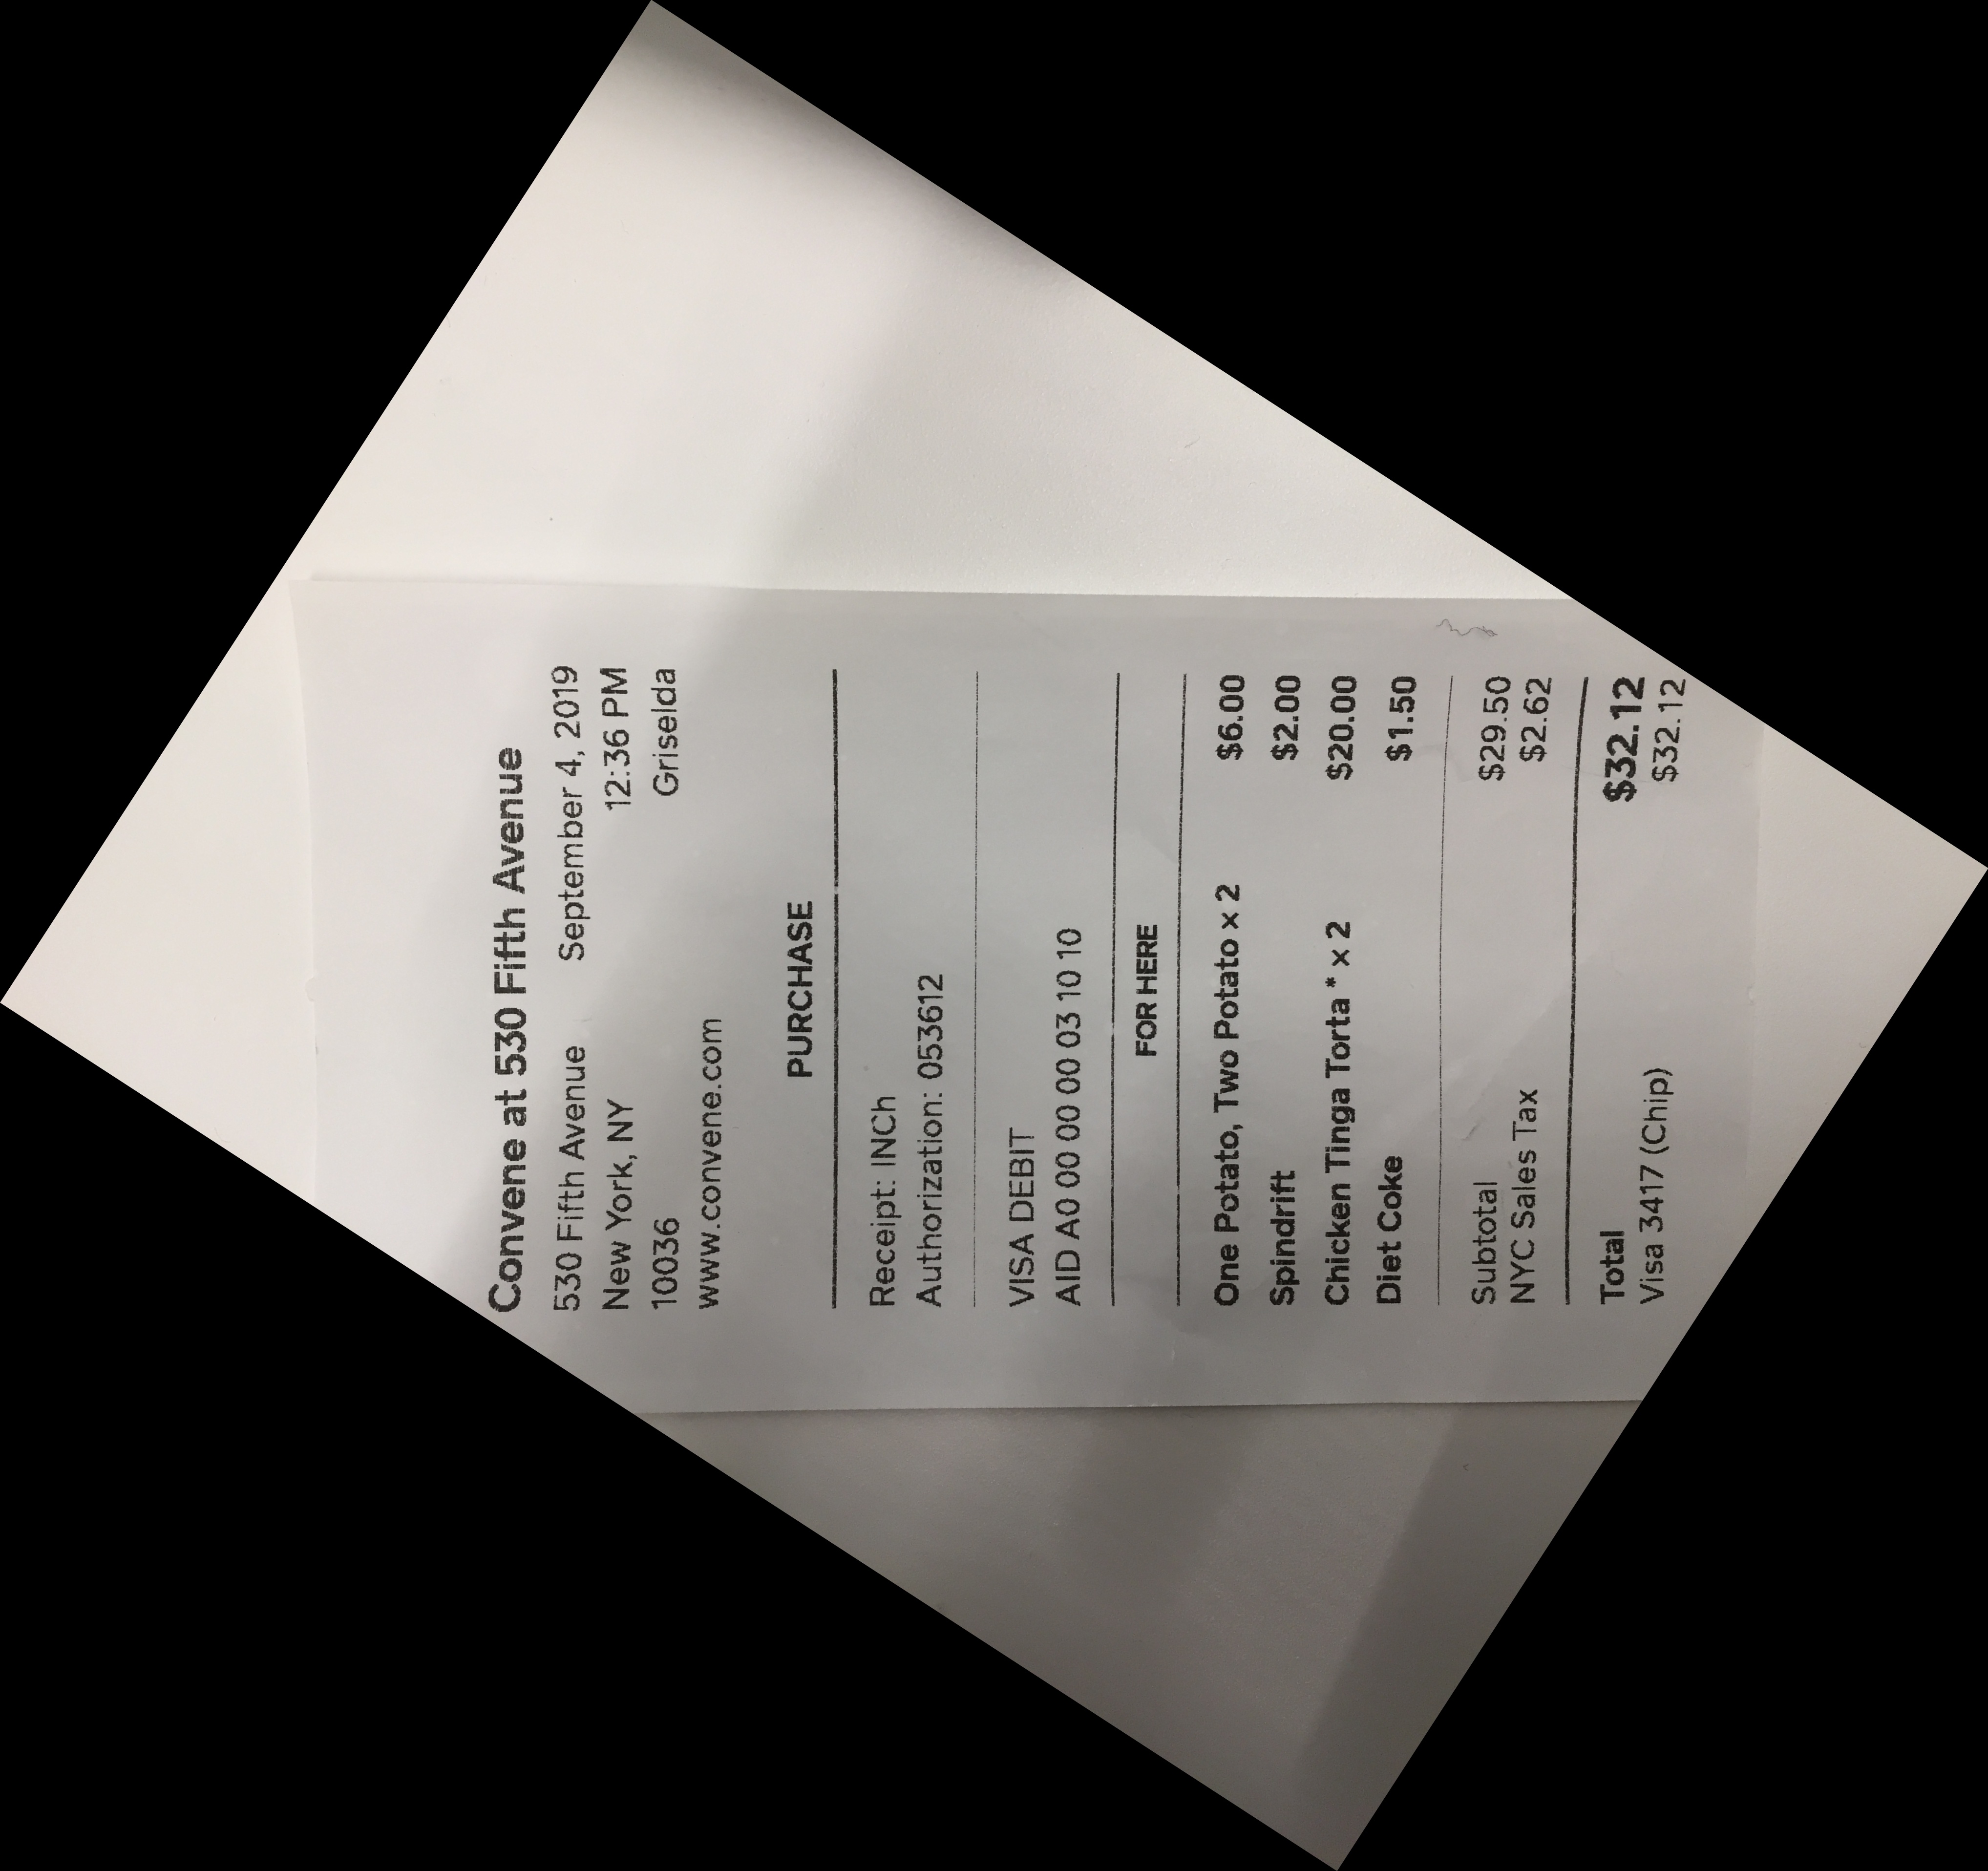 Convene at 530 Fifth Avenue
530 Fifth Avenue September 4, 2019
New York, NY 12:36 PM
10036 Griselda
www.convene.com
PURCHASE
Receipt: INCh
Authorization: 053612
VISA DEBIT
AID A0 00 00 00 03 10 10
FOR HERE
One Potato, Two Potato x 2 $6.00
Spindrift $2.00
Chicken Tinga Torta * x 2 $20.00
Diet Coke $1.50
Subtotal $29.50
NYC Sales Tax $2.62
Total $32.12
Visa 3417 (Chip) $32.12